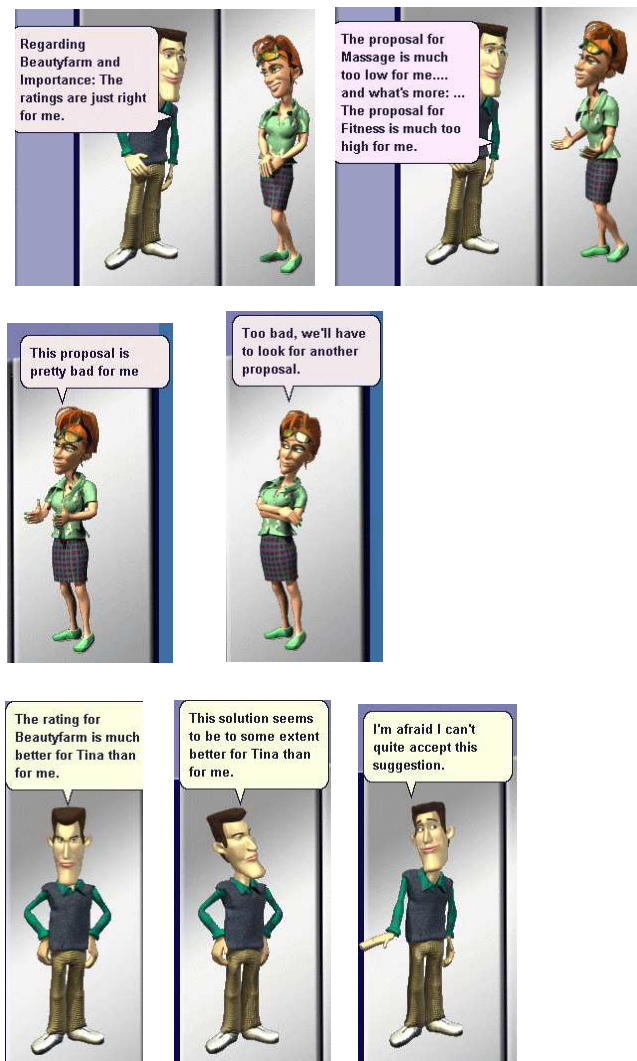 Regarding
Beautyfarm and
Importance: The
ratings are just right
for me.
The proposal for
Massage is much
too low for me....
and what's more: ...
The proposal for
Fitness is much too
high for me.
This proposal is
pretty bad for me
Too bad, we'll have
to look for another
proposal.
The rating for
Beautyfarm is much
better for Tina than
for me.
This solution seems
to be to some extent
better for Tina than
for me.
I'm afraid I can't
quite accept this
suggestion.